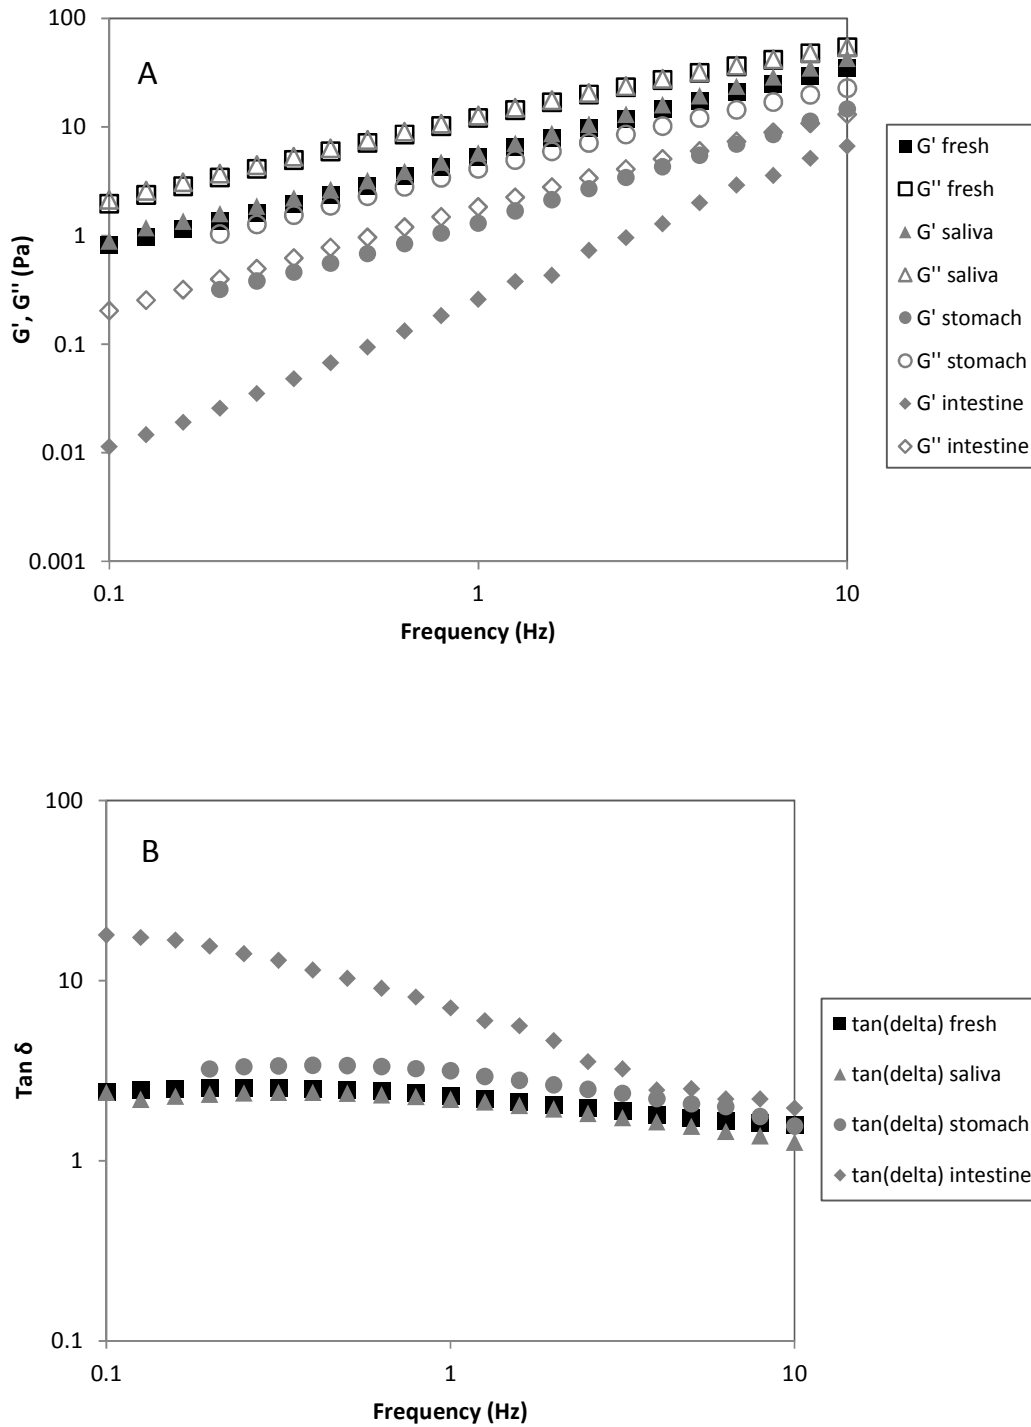 100
A
10
1
0.1
0.01
0.001
G', G'' (Pa)
0.1
1
10
Frequency (Hz)
G' fresh
G'' fresh
G' saliva
G'' saliva
G' stomach
G'' stomach
G' intestine
G'' intestine
100
B
10
1
0.1
Tan δ
0.1
1
10
Frequency (Hz)
tan(delta) fresh
tan(delta) saliva
tan(delta) stomach
tan(delta) intestine